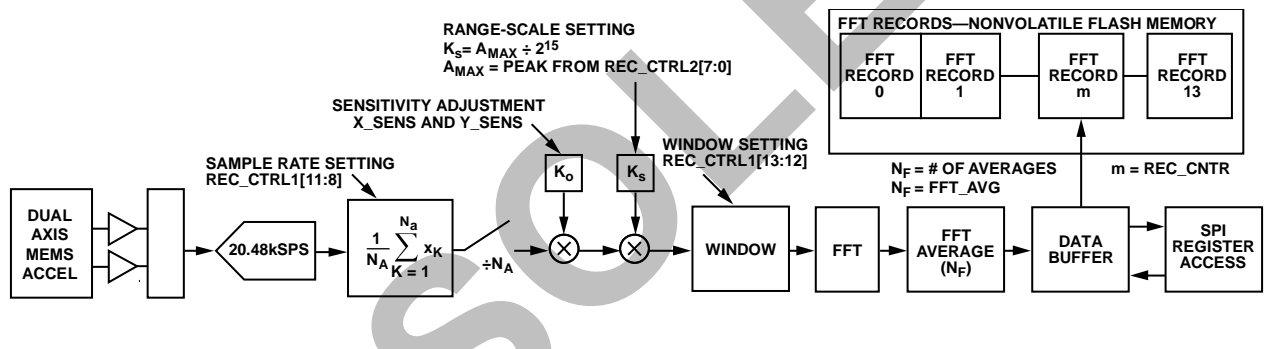 RANGE-SCALE SETTING
Ks= AMAX ÷ 2¹⁵
AMAX = PEAK FROM REC_CTRL2[7:0]
SENSITIVITY ADJUSTMENT
X_SENS AND Y_SENS
SAMPLE RATE SETTING
REC_CTRL1[11:8]
WINDOW SETTING
REC_CTRL1[13:12]
FFT RECORDS—NONVOLATILE FLASH MEMORY
FFT
RECORD
0
FFT
RECORD
1
FFT
RECORD
m
FFT
RECORD
13
NF = # OF AVERAGES
NF = FFT_AVG
m = REC_CNTR
DUAL
AXIS
MEMS
ACCEL
20.48kSPS
Na
1
NA
∑ xK
K = 1
÷NA
Ko
×
Ks
×
WINDOW
FFT
FFT
AVERAGE
(NF)
DATA
BUFFER
SPI
REGISTER
ACCESS